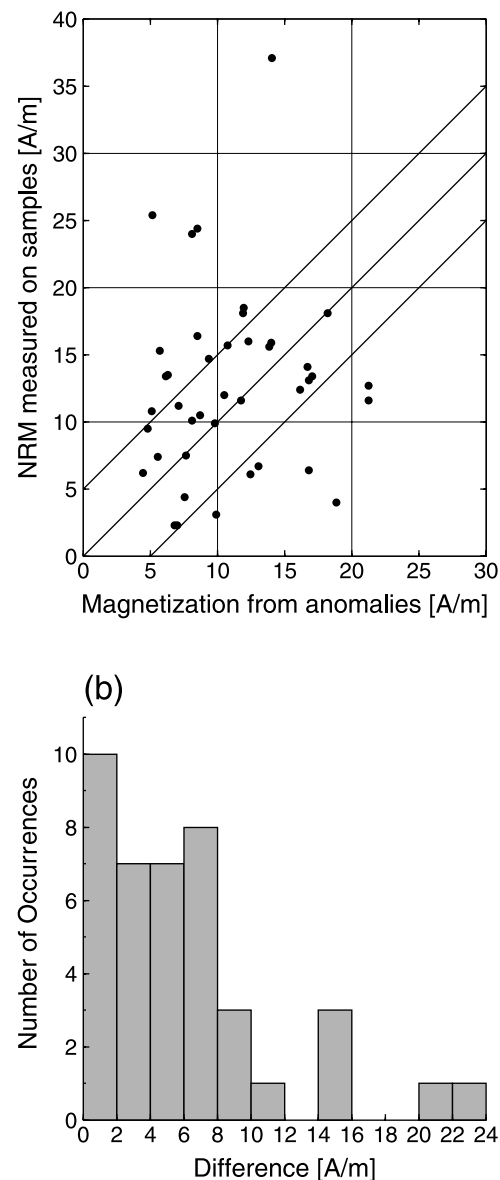 40
35
30
25
20
15
10
5
0
NRM measured on samples [A/m]
0 5 10 15 20 25 30
Magnetization from anomalies [A/m]
(b)
10
8
6
4
2
0
Number of Occurrences
0 2 4 6 8 10 12 14 16 18 20 22 24
Difference [A/m]